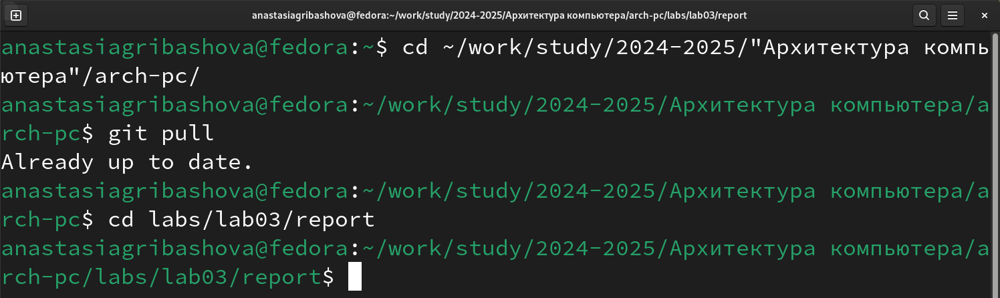 anastasiagribashova@fedora:~/work/study/2024-2025/Архитектура компьютера/arch-pc/labs/lab03/report
anastasiagribashova@fedora:~$ cd ~/work/study/2024-2025/"Архитектура компь
ютера"/arch-pc/
anastasiagribashova@fedora:~/work/study/2024-2025/Архитектура компьютера/a
rch-pc$ git pull
Already up to date.
anastasiagribashova@fedora:~/work/study/2024-2025/Архитектура компьютера/a
rch-pc$ cd labs/lab03/report
anastasiagribashova@fedora:~/work/study/2024-2025/Архитектура компьютера/a
rch-pc/labs/lab03/report$